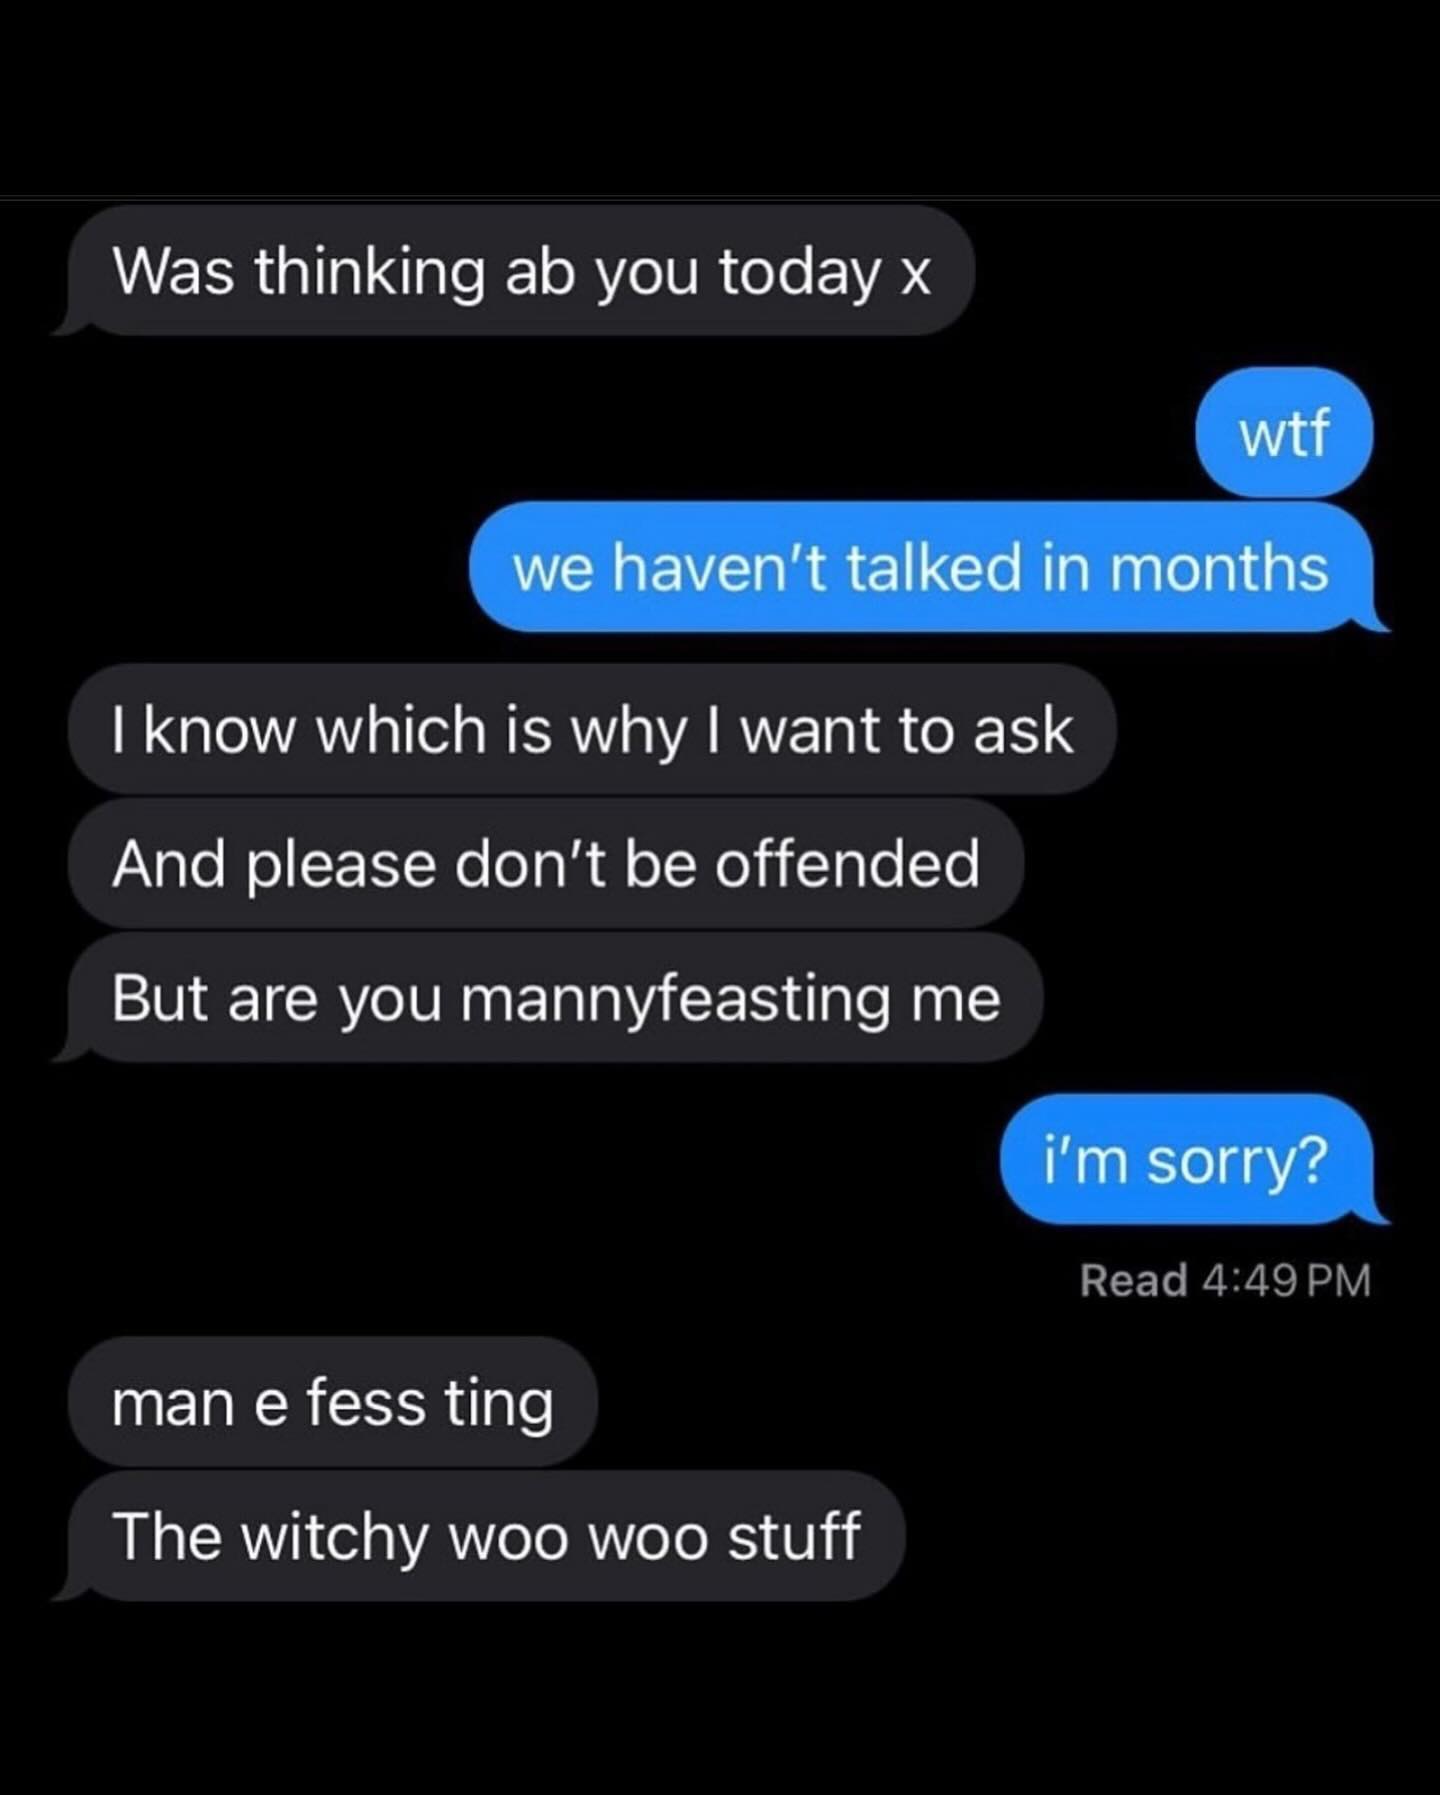 Was thinking ab you today x
wtf
we haven’t talked in months
I know which is why I want to ask
And please don’t be offended
But are you mannyfeasting me
i’m sorry?
Read 4:49 PM
man e fess ting
The witchy woo woo stuff